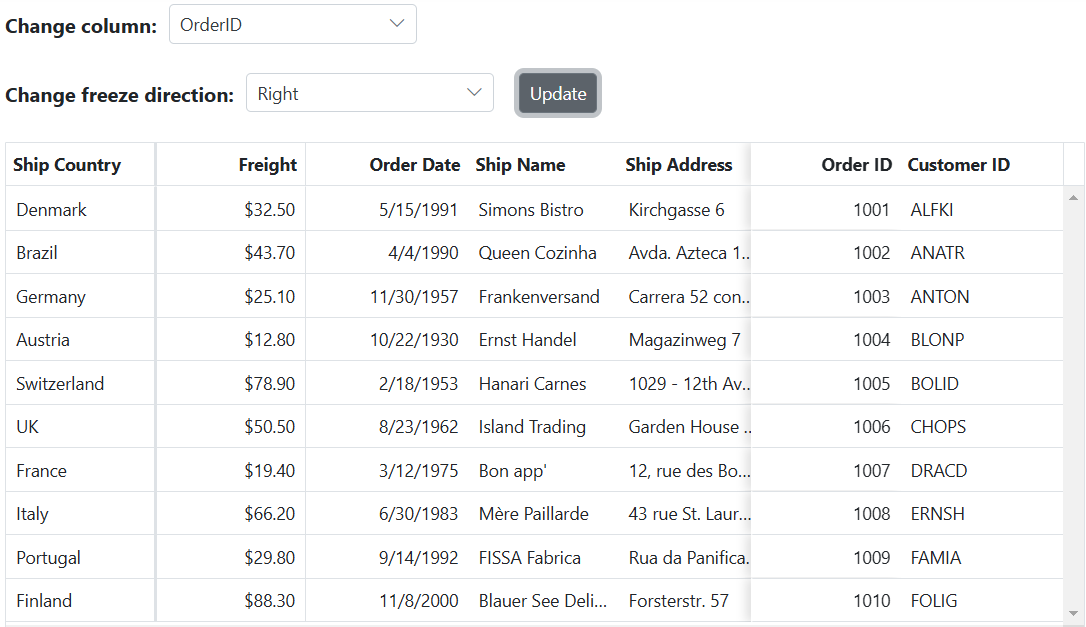 Change column: OrderID
Change freeze direction: Right Update
Ship Country Freight Order Date Ship Name Ship Address Order ID Customer ID
Denmark $32.50 5/15/1991 Simons Bistro Kirchgasse 6 1001 ALFKI
Brazil $43.70 4/4/1990 Queen Cozinha Avda. Azteca 1... 1002 ANATR
Germany $25.10 11/30/1957 Frankenversand Carrera 52 con... 1003 ANTON
Austria $12.80 10/22/1930 Ernst Handel Magazinweg 7 1004 BLONP
Switzerland $78.90 2/18/1953 Hanari Carnes 1029 - 12th Av... 1005 BOLID
UK $50.50 8/23/1962 Island Trading Garden House ... 1006 CHOPS
France $19.40 3/12/1975 Bon app' 12, rue des Bo... 1007 DRACD
Italy $66.20 6/30/1983 Mère Paillarde 43 rue St. Laur... 1008 ERNSH
Portugal $29.80 9/14/1992 FISSA Fabrica Rua da Panifica... 1009 FAMIA
Finland $88.30 11/8/2000 Blauer See Deli... Forsterstr. 57 1010 FOLIG